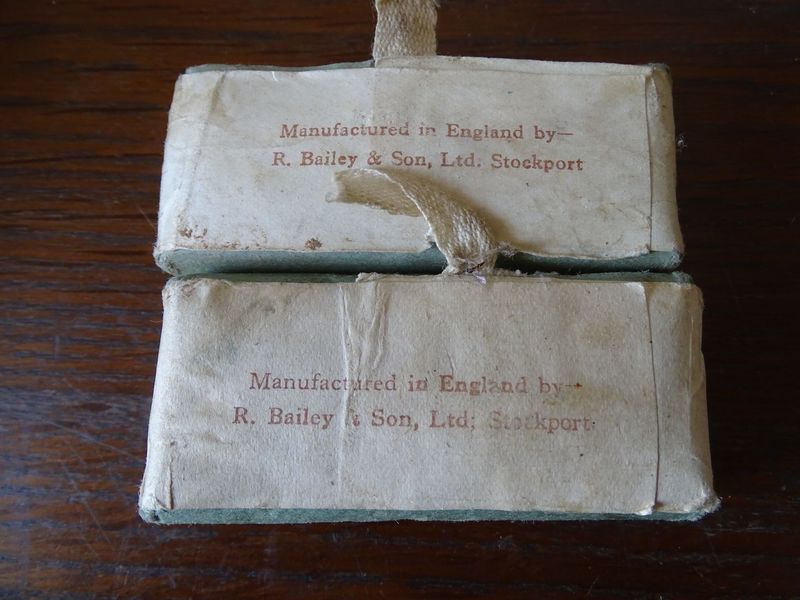 Manufactured in England by—
R. Bailey & Son, Ltd. Stockport
Manufactured in England by—
R. Bailey & Son, Ltd; Stockport